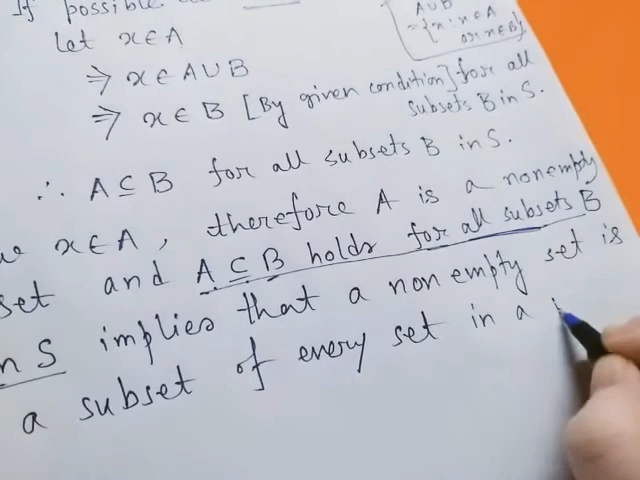 If possible
Let x∈A
⇒ x∈A∪B
⇒ x∈B [By given condition] for all
subsets B in S.
A∪B
={x: x∈A
or x∈B}
∴ A⊆B for all subsets B in S.
x∈A, therefore A is a nonempty
set and A⊆B holds for all subsets B
in S implies that a non empty set is
a subset of every set in a